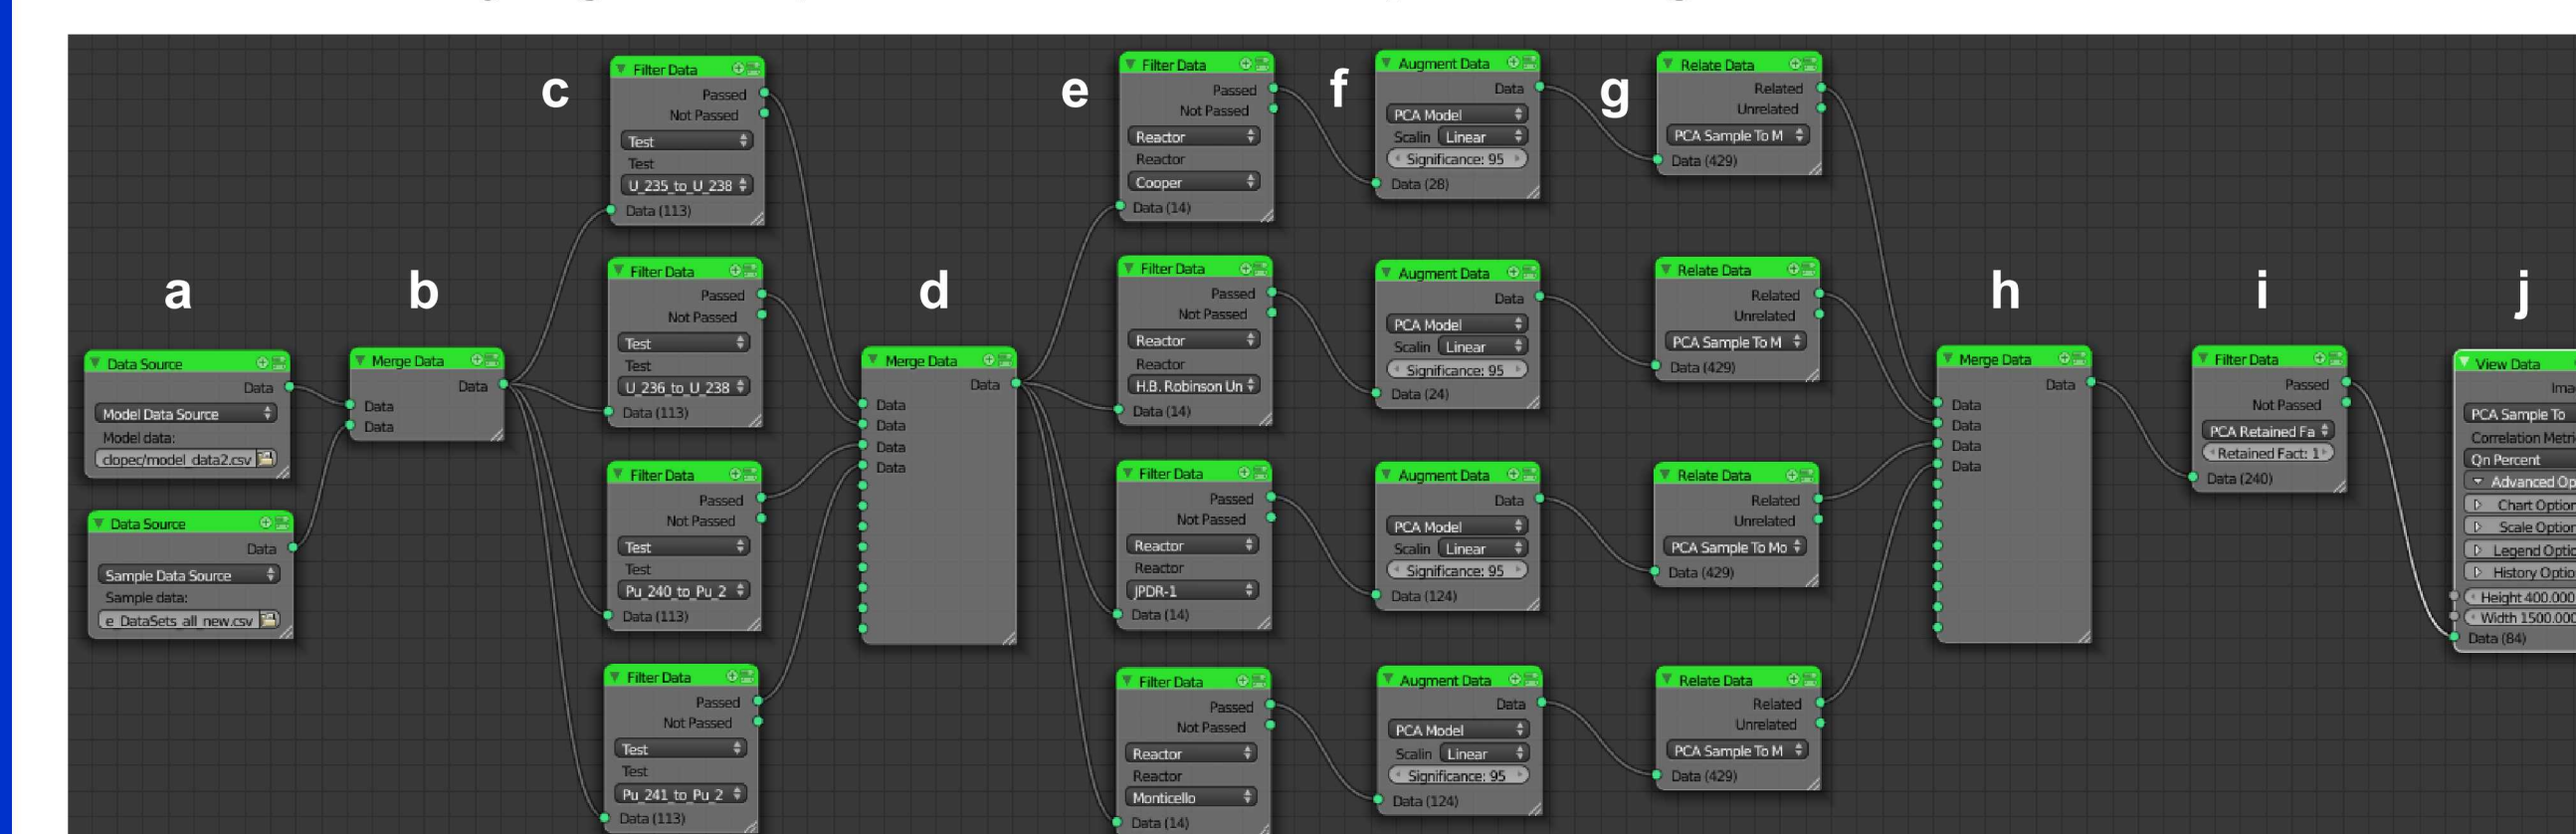 a
Data Source
Data
Model Data Source
Model data:
clopec/model_data2.csv
Data Source
Data
Sample Data Source
Sample data:
e_DataSets_all_new.csv
b
Merge Data
Data
Data
Data
c
Filter Data
Passed
Not Passed
Test
Test
U_235_to_U_238
Data (113)
Filter Data
Passed
Not Passed
Test
Test
U_236_to_U_238
Data (113)
Filter Data
Passed
Not Passed
Test
Test
Pu_240_to_Pu_2
Data (113)
Filter Data
Passed
Not Passed
Test
Test
Pu_241_to_Pu_2
Data (113)
d
Merge Data
Data
Data
Data
Data
Data
e
Filter Data
Passed
Not Passed
Reactor
Reactor
Cooper
Data (14)
Filter Data
Passed
Not Passed
Reactor
Reactor
H.B. Robinson Un
Data (14)
Filter Data
Passed
Not Passed
Reactor
Reactor
JPDR-1
Data (14)
Filter Data
Passed
Not Passed
Reactor
Reactor
Monticello
Data (14)
f
Augment Data
Data
PCA Model
Scalin Linear
Significance: 95
Data (28)
Augment Data
Data
PCA Model
Scalin Linear
Significance: 95
Data (24)
Augment Data
Data
PCA Model
Scalin Linear
Significance: 95
Data (124)
Augment Data
Data
PCA Model
Scalin Linear
Significance: 95
Data (124)
g
Relate Data
Related
Unrelated
PCA Sample To M
Data (429)
Relate Data
Related
Unrelated
PCA Sample To M
Data (429)
Relate Data
Related
Unrelated
PCA Sample To Mo
Data (429)
Relate Data
Related
Unrelated
PCA Sample To M
Data (429)
h
Merge Data
Data
Data
Data
Data
Data
i
Filter Data
Passed
Not Passed
PCA Retained Fa
Retained Fact: 1
Data (240)
j
View Data
Ima
PCA Sample To
Correlation Metri
Qn Percent
Advanced Op
Chart Option
Scale Option
Legend Optio
History Optio
Height 400.000
Width 1500.000
Data (84)